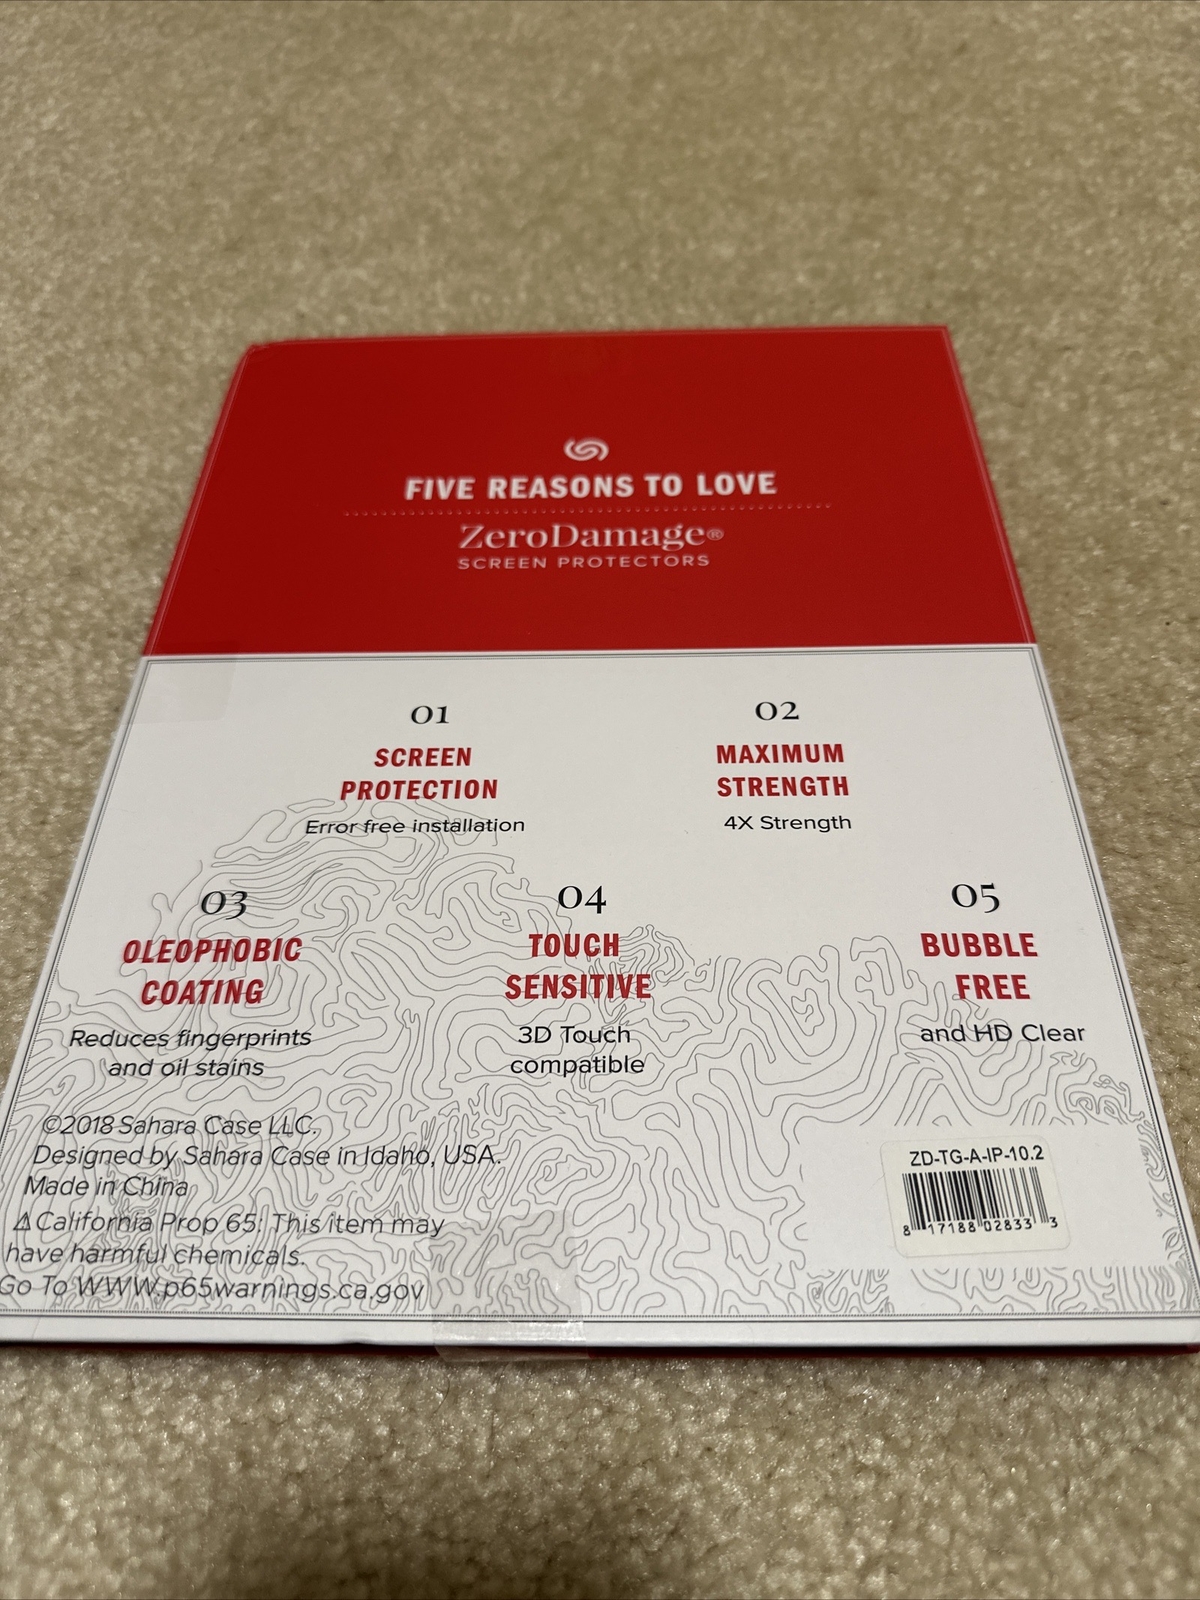 FIVE REASONS TO LOVE
ZeroDamage®
SCREEN PROTECTORS
01
SCREEN
PROTECTION
Error free installation
02
MAXIMUM
STRENGTH
4X Strength
03
OLEOPHOBIC
COATING
Reduces fingerprints
and oil stains
04
TOUCH
SENSITIVE
3D Touch
compatible
05
BUBBLE
FREE
and HD Clear
©2018 Sahara Case LLC.
Designed by Sahara Case in Idaho, USA.
Made in China
⚠ California Prop 65: This item may
have harmful chemicals.
Go To WWW.p65warnings.ca.gov
ZD-TG-A-IP-10.2
8 17188 02833 3